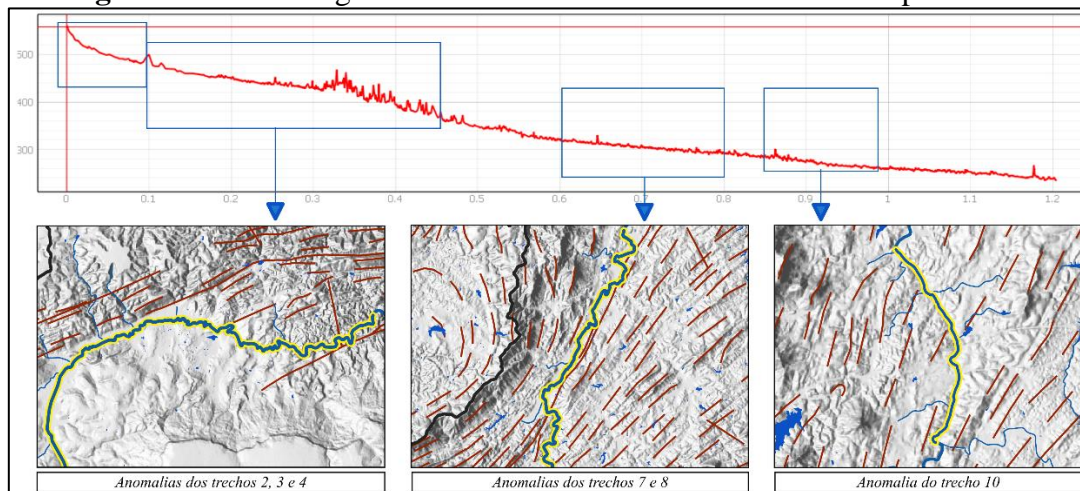 500
400
300
0 0.1 0.2 0.3 0.4 0.5 0.6 0.7 0.8 0.9 1 1.1 1.2
Anomalias dos trechos 2, 3 e 4
Anomalias dos trechos 7 e 8
Anomalia do trecho 10